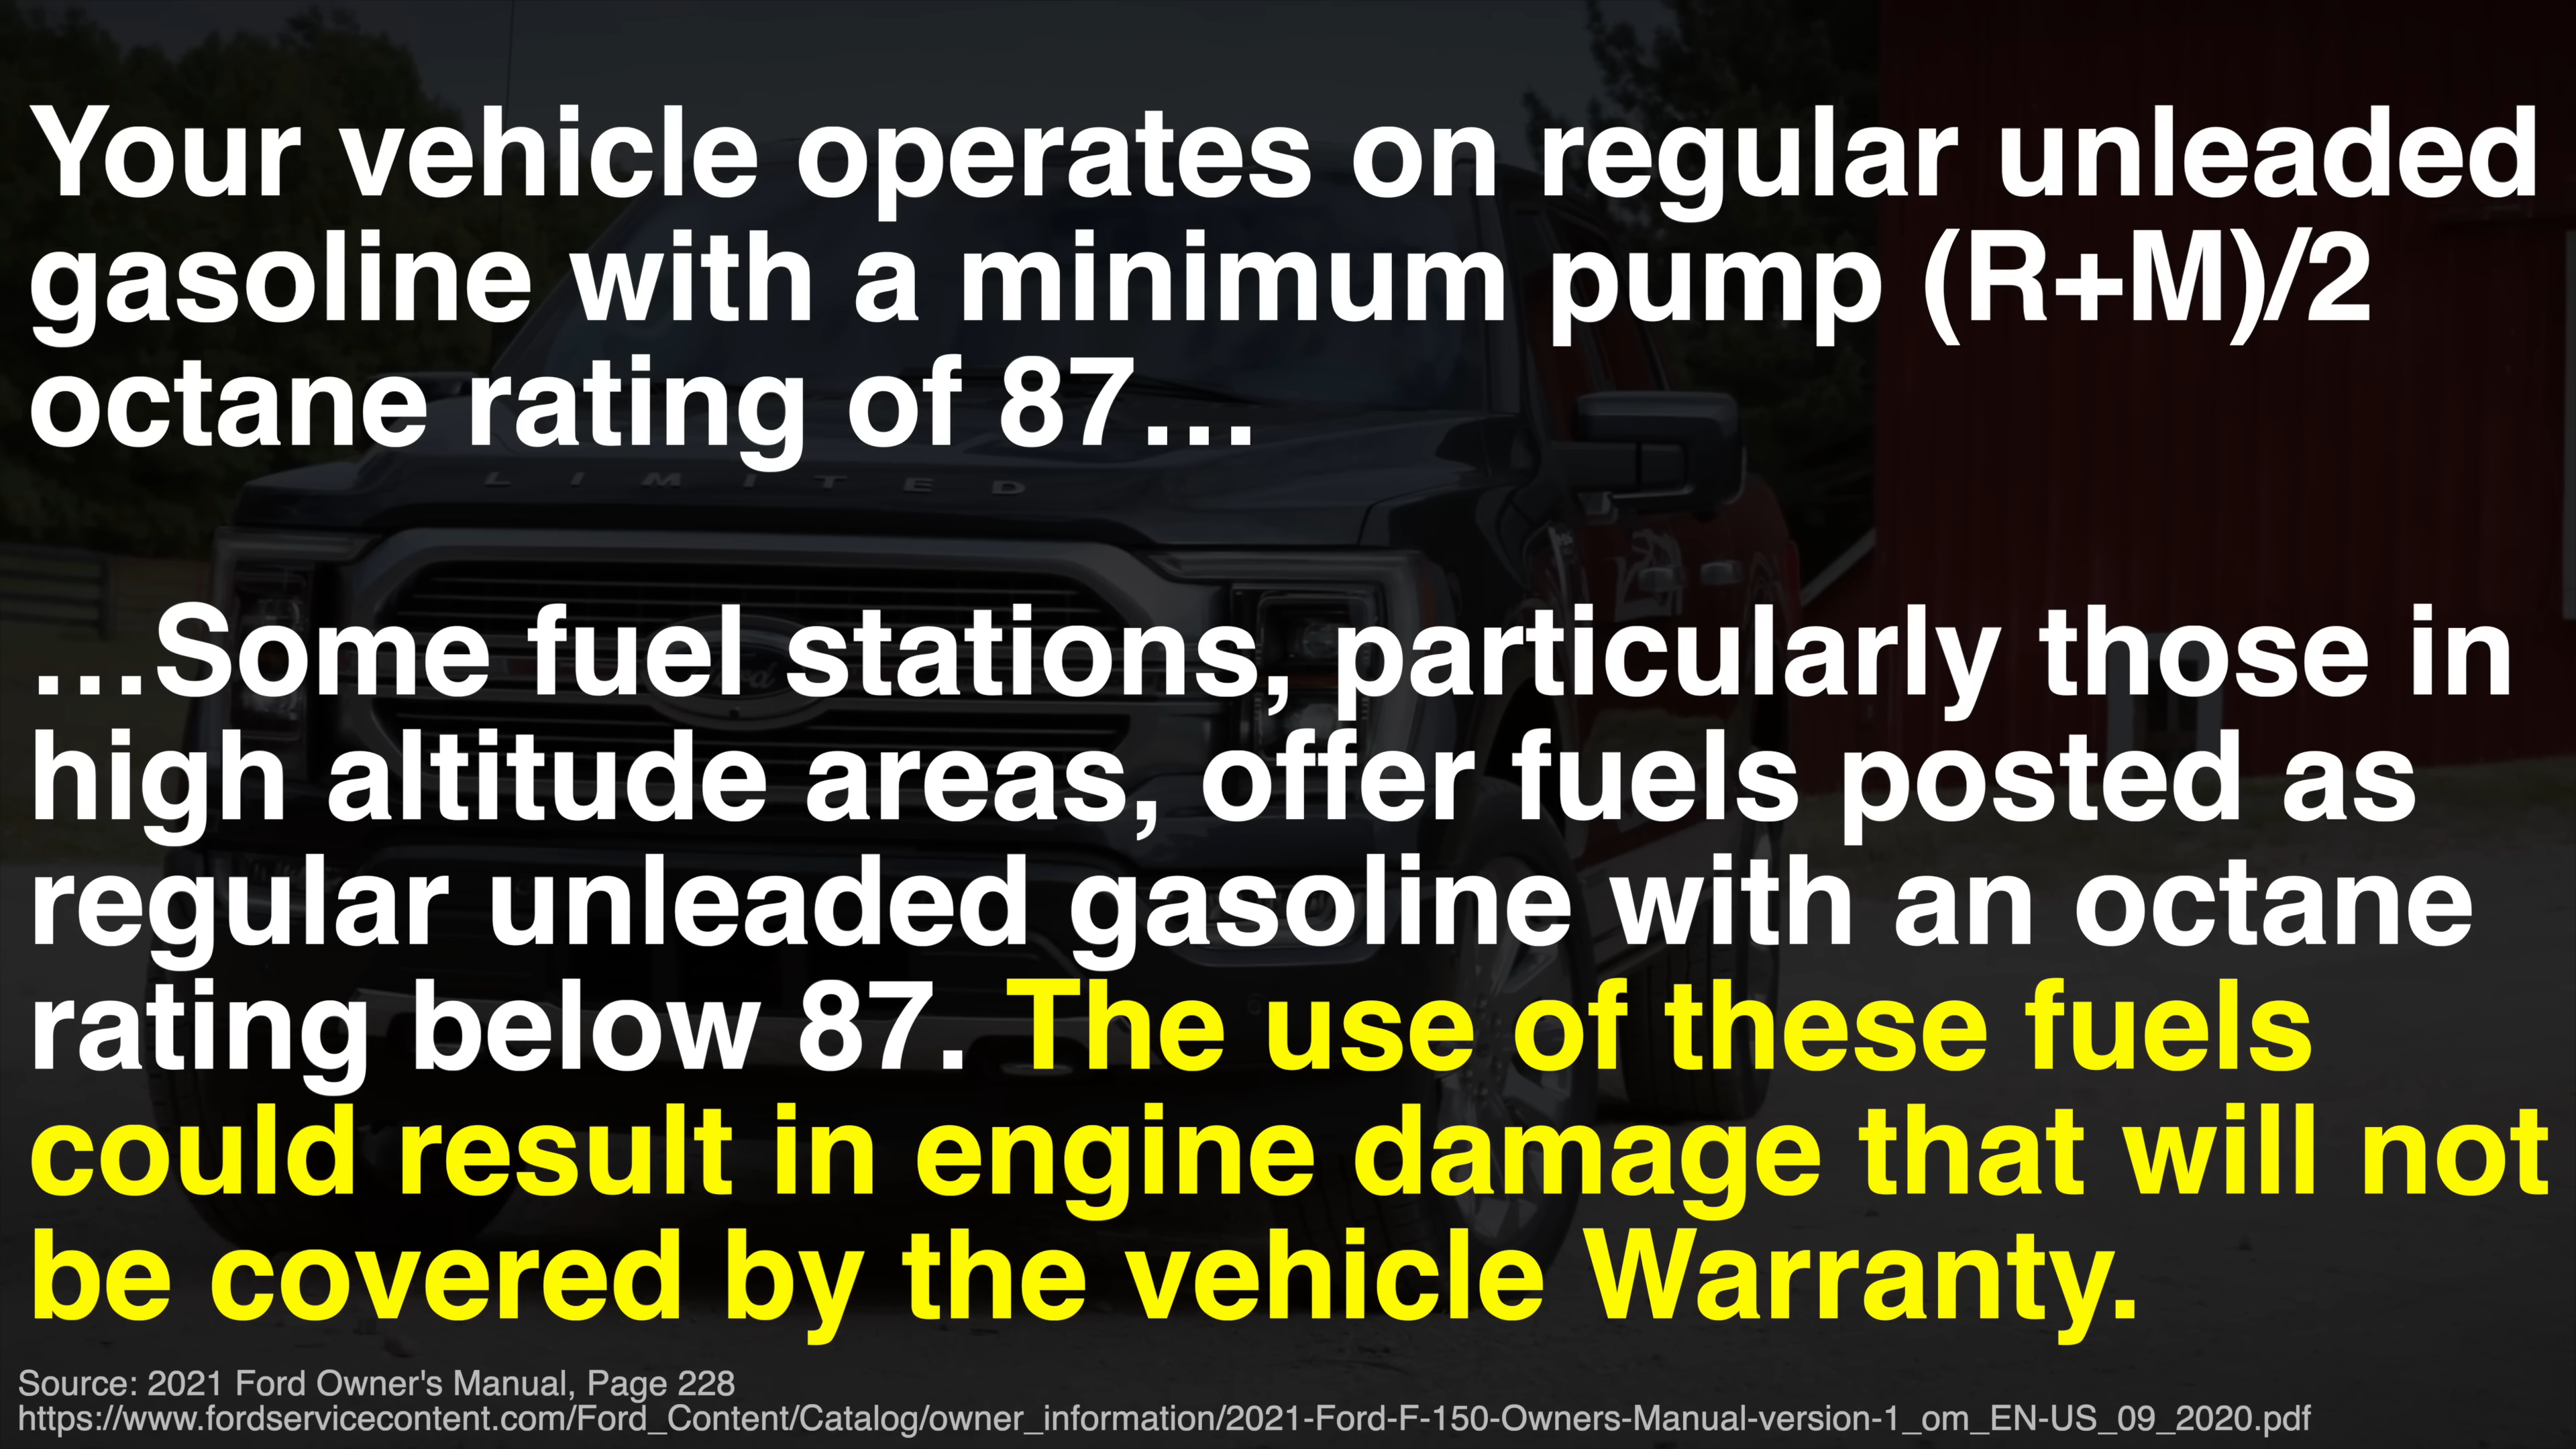 Your vehicle operates on regular unleaded
gasoline with a minimum pump (R+M)/2
octane rating of 87…
LIMITED
…Some fuel stations, particularly those in
Ford
high altitude areas, offer fuels posted as
regular unleaded gasoline with an octane
rating below 87. The use of these fuels
could result in engine damage that will not
be covered by the vehicle Warranty.
Source: 2021 Ford Owner's Manual, Page 228
https://www.fordservicecontent.com/Ford_Content/Catalog/owner_information/2021-Ford-F-150-Owners-Manual-version-1_om_EN-US_09_2020.pdf